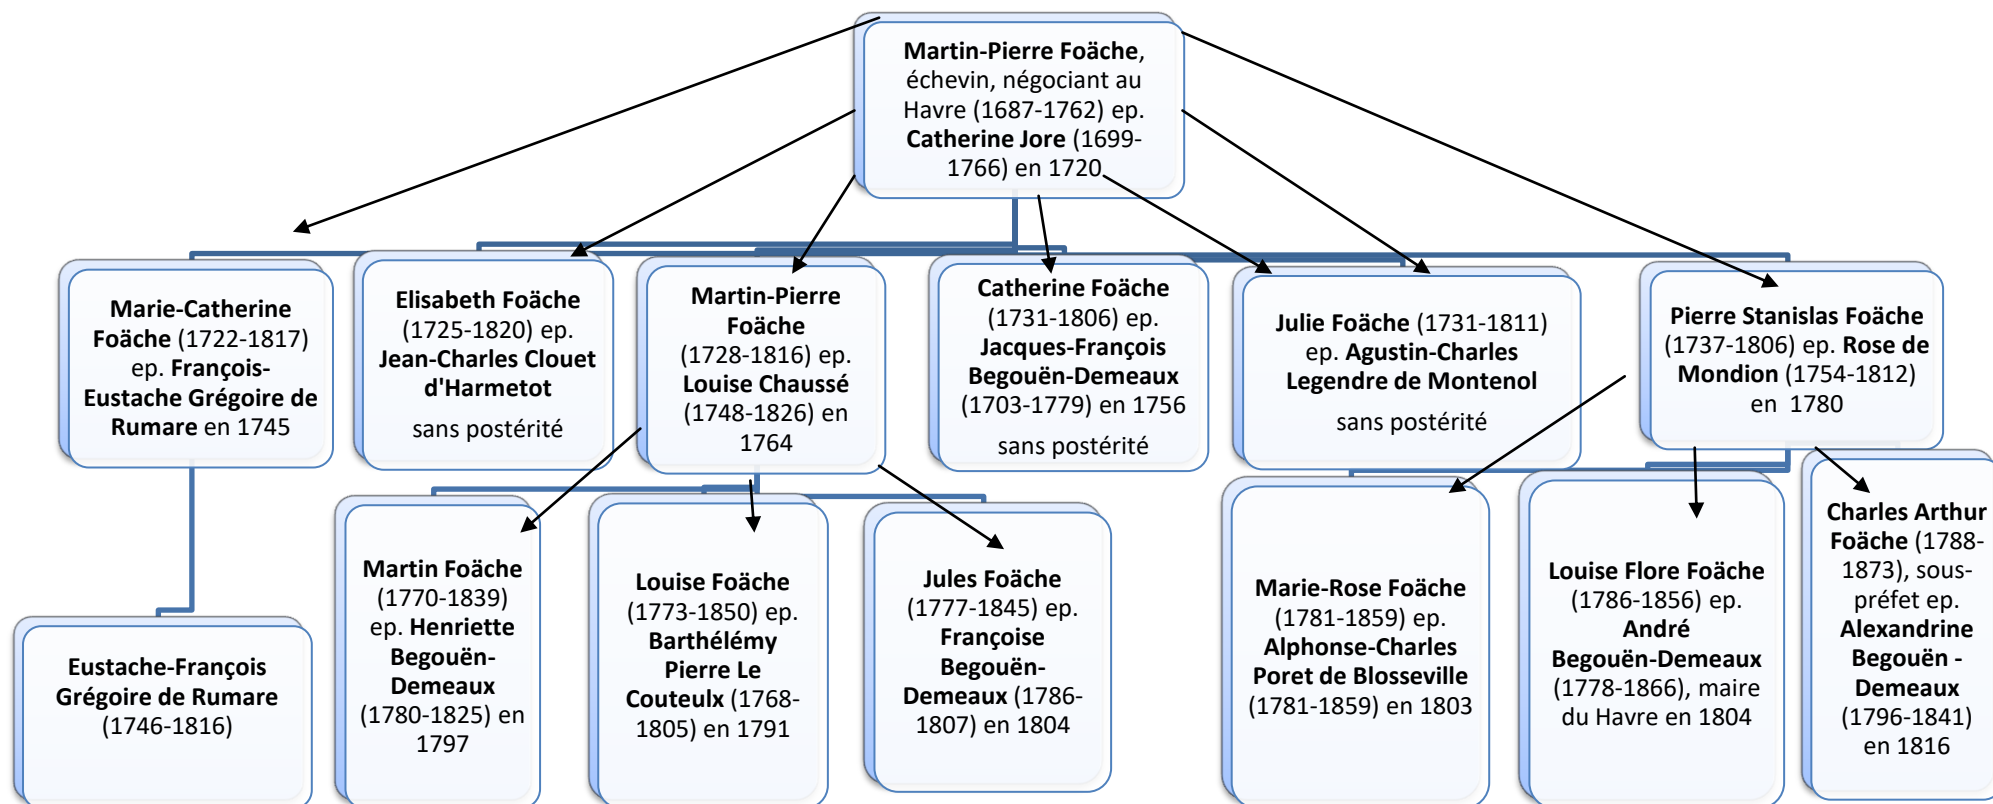 Martin-Pierre Foäche,
échevin, négociant au
Havre (1687-1762) ep.
Catherine Jore (1699-
1766) en 1720
Marie-Catherine
Foäche (1722-1817)
ep. François-
Eustache Grégoire de
Rumare en 1745
Elisabeth Foäche
(1725-1820) ep.
Jean-Charles Clouet
d'Harmetot
sans postérité
Martin-Pierre
Foäche
(1728-1816) ep.
Louise Chaussé
(1748-1826) en
1764
Catherine Foäche
(1731-1806) ep.
Jacques-François
Begouën-Demeaux
(1703-1779) en 1756
sans postérité
Julie Foäche (1731-1811)
ep. Agustin-Charles
Legendre de Montenol
sans postérité
Pierre Stanislas Foäche
(1737-1806) ep. Rose de
Mondion (1754-1812)
en 1780
Eustache-François
Grégoire de Rumare
(1746-1816)
Martin Foäche
(1770-1839)
ep. Henriette
Begouën-
Demeaux
(1780-1825) en
1797
Louise Foäche
(1773-1850) ep.
Barthélémy
Pierre Le
Couteulx (1768-
1805) en 1791
Jules Foäche
(1777-1845) ep.
Françoise
Begouën-
Demeaux (1786-
1807) en 1804
Marie-Rose Foäche
(1781-1859) ep.
Alphonse-Charles
Poret de Blosseville
(1781-1859) en 1803
Louise Flore Foäche
(1786-1856) ep.
André
Begouën-Demeaux
(1778-1866), maire
du Havre en 1804
Charles Arthur
Foäche (1788-
1873), sous-
préfet ep.
Alexandrine
Begouën -
Demeaux
(1796-1841)
en 1816